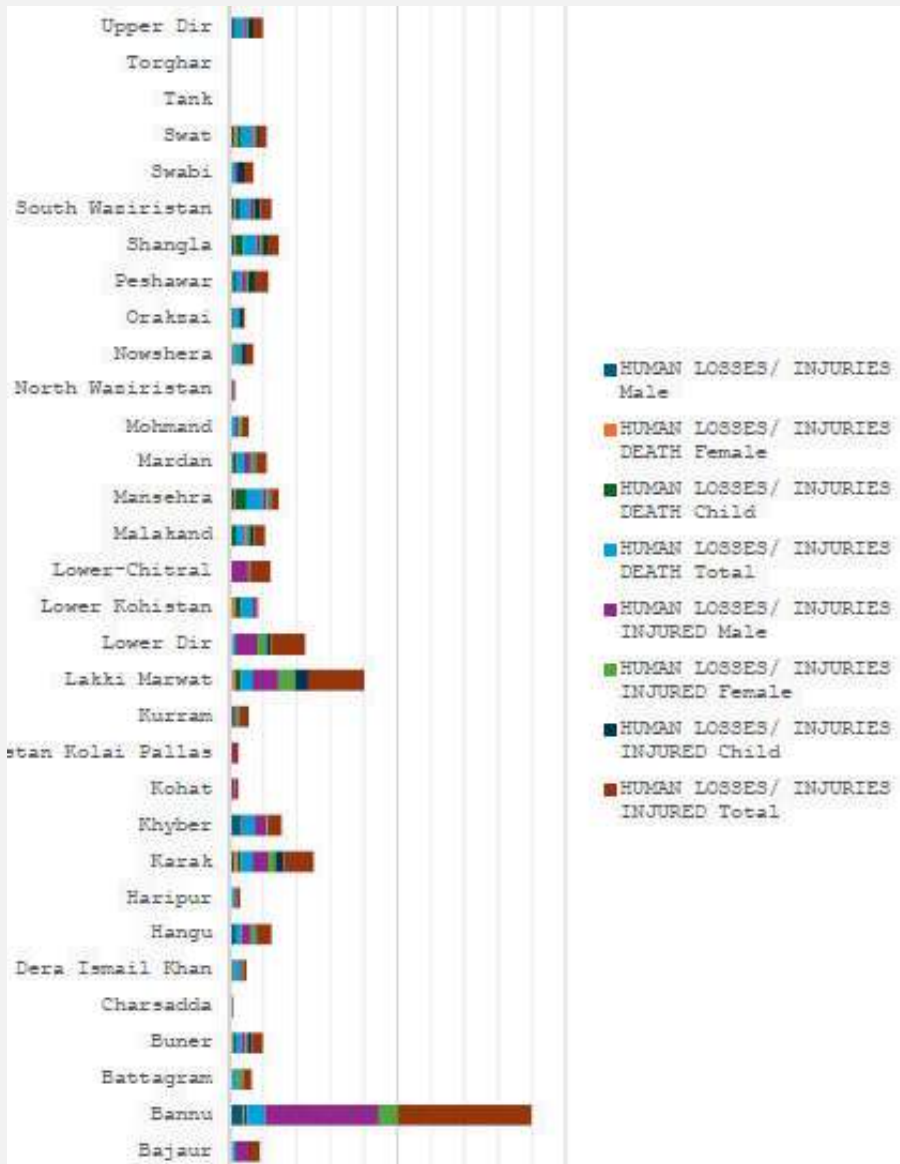 Upper Dir
Torghar
Tank
Swat
Swabi
South Waziristan
Shangla
Peshawar
Orakzai
Nowshera
North Waziristan
Mohmand
Mardan
Mansehra
Malakand
Lower-Chitral
Lower Kohistan
Lower Dir
Lakki Marwat
Kurram
stan Kolai Pallas
Kohat
Khyber
Karak
Haripur
Hangu
Dera Ismail Khan
Charsadda
Buner
Battagram
Bannu
Bajaur
HUMAN LOSSES/ INJURIES
Male
HUMAN LOSSES/ INJURIES
DEATH Female
HUMAN LOSSES/ INJURIES
DEATH Child
HUMAN LOSSES/ INJURIES
DEATH Total
HUMAN LOSSES/ INJURIES
INJURED Male
HUMAN LOSSES/ INJURIES
INJURED Female
HUMAN LOSSES/ INJURIES
INJURED Child
HUMAN LOSSES/ INJURIES
INJURED Total